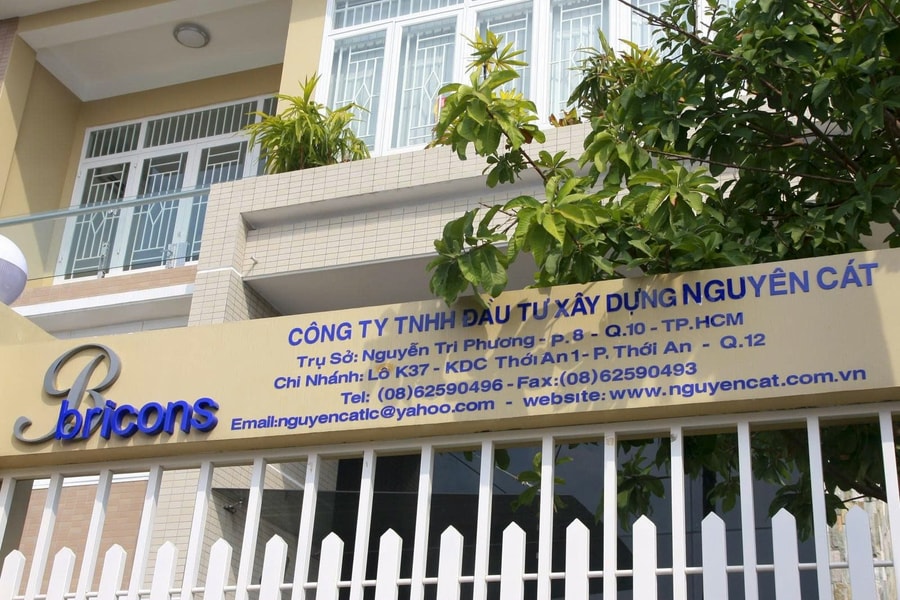 CÔNG TY TNHH ĐẦU TƯ XÂY DỰNG NGUYÊN CÁT
Trụ Sở: Nguyễn Tri Phương - p. 8 - Q.10 - TP.HCM
Chi Nhánh: Lô K37 - KDC Thới An 1 - P. Thới An - Q.12
Tel: (08)62590496 - Fax:(08)62590493
Email:nguyencatlc@yahoo.com - website: www.nguyencat.com.vn
B
bricons